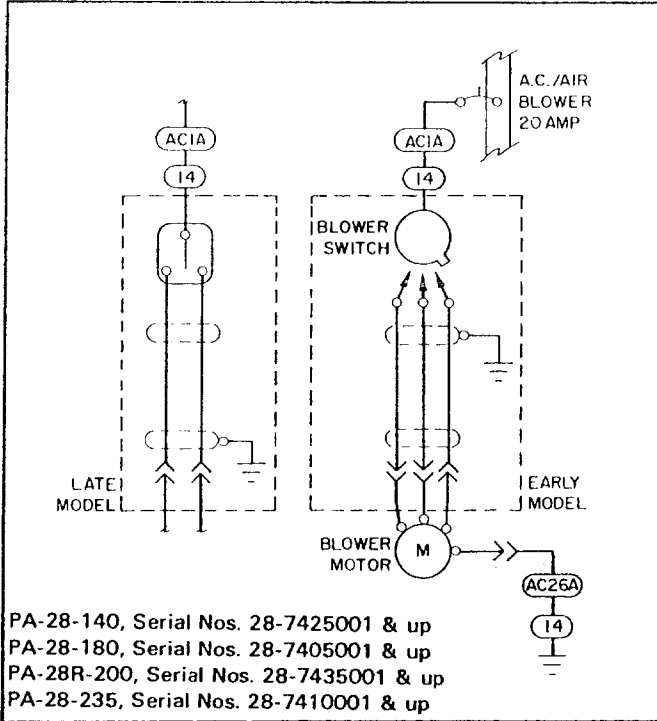 A.C./AIR
BLOWER
20 AMP
AC1A
14
AC1A
14
BLOWER
SWITCH
LATE
MODEL
EARLY
MODEL
BLOWER
MOTOR
M
AC26A
14
PA-28-140, Serial Nos. 28-7425001 & up
PA-28-180, Serial Nos. 28-7405001 & up
PA-28R-200, Serial Nos. 28-7435001 & up
PA-28-235, Serial Nos. 28-7410001 & up